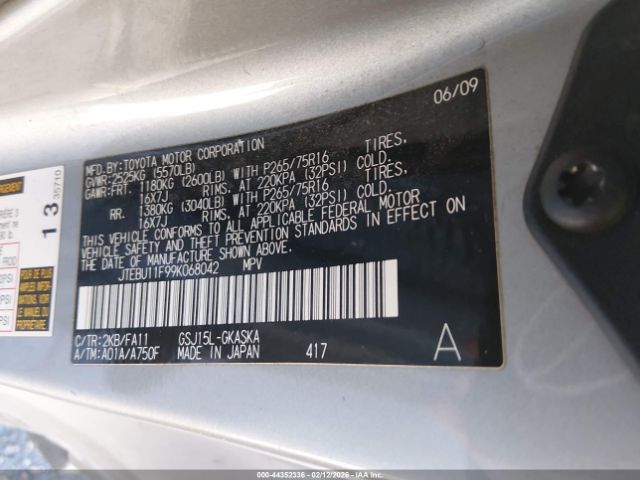 06/09
MFD.BY:TOYOTA MOTOR CORPORATION
GVWR:2525KG (5570LB)
GAWR:FRT. 1180KG (2600LB) WITH P265/75R16 TIRES,
16X7J RIMS, AT 220KPA (32PSI) COLD.
RR. 1380KG (3040LB) WITH P265/75R16 TIRES,
16X7J RIMS, AT 220KPA (32PSI) COLD.
THIS VEHICLE CONFORMS TO ALL APPLICABLE FEDERAL MOTOR
VEHICLE SAFETY AND THEFT PREVENTION STANDARDS IN EFFECT
ON THE DATE OF MANUFACTURE SHOWN ABOVE.
JTEBU11F99K068042 MPV
C/TR:2KB/FA11 GSJ15L-GKASKA
A/TM:A01A/A750F MADE IN JAPAN 417 A
13
35710
000-44352336 - 02/12/2026 - IAAI.COM